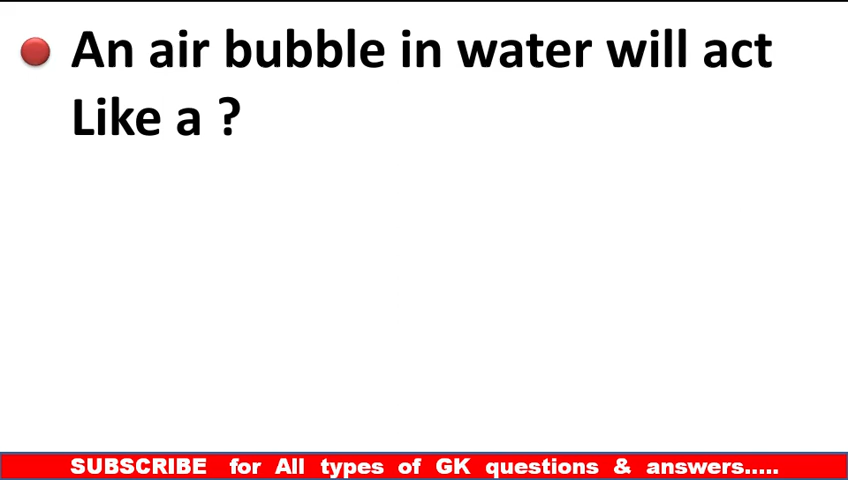 An air bubble in water will act
Like a ?
SUBSCRIBE for All types of GK questions & answers.....